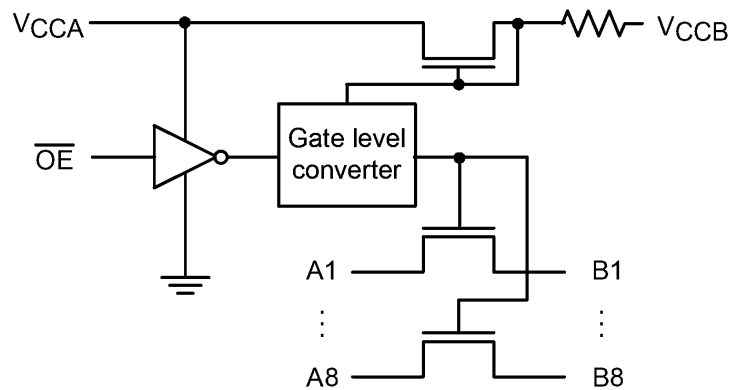 VCCA
VCCB
OE
Gate level
converter
A1
B1
A8
B8